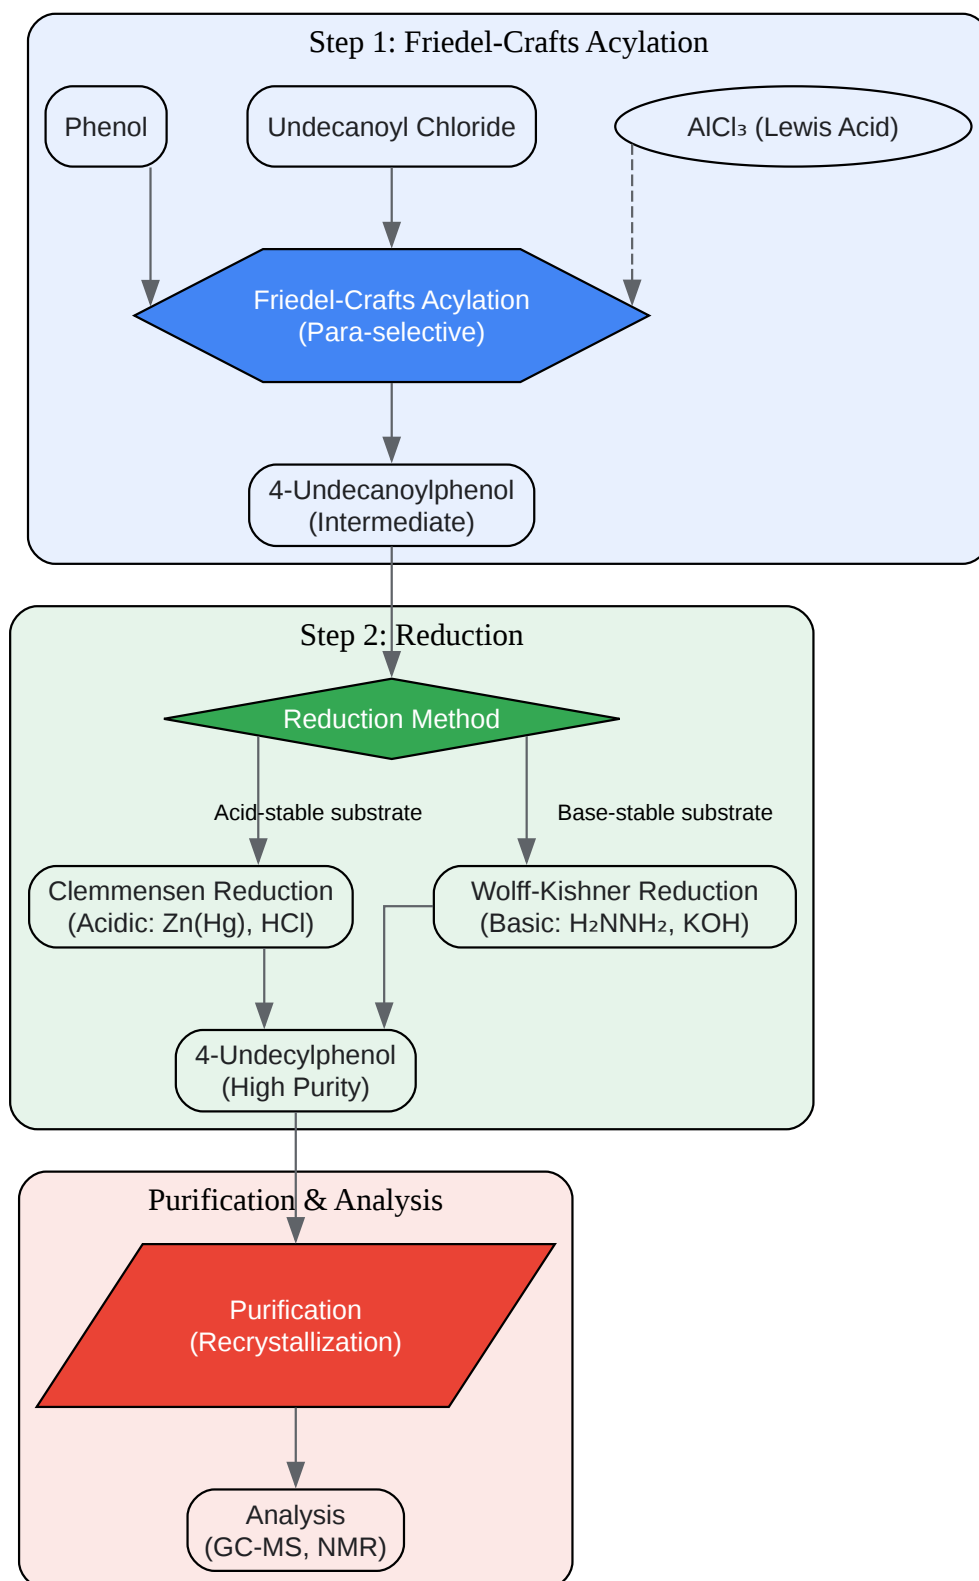 Step 1: Friedel-Crafts Acylation
Phenol
Undecanoyl Chloride
AlCl₃ (Lewis Acid)
Friedel-Crafts Acylation
(Para-selective)
4-Undecanoylphenol
(Intermediate)
Step 2: Reduction
Reduction Method
Acid-stable substrate
Base-stable substrate
Clemmensen Reduction
(Acidic: Zn(Hg), HCl)
Wolff-Kishner Reduction
(Basic: H₂NNH₂, KOH)
4-Undecylphenol
(High Purity)
Purification & Analysis
Purification
(Recrystallization)
Analysis
(GC-MS, NMR)